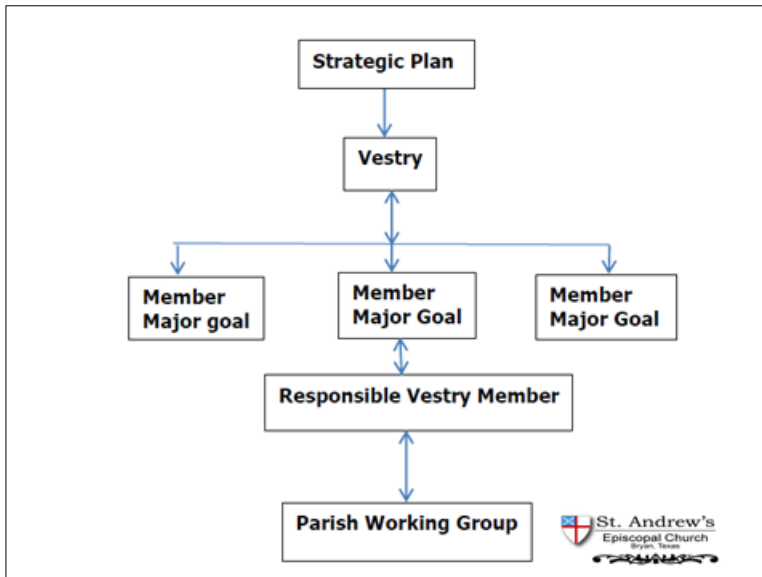 Strategic Plan
Vestry
Member
Major goal
Member
Major Goal
Member
Major Goal
Responsible Vestry Member
Parish Working Group
St. Andrew's
Episcopal Church
Bryan, Texas